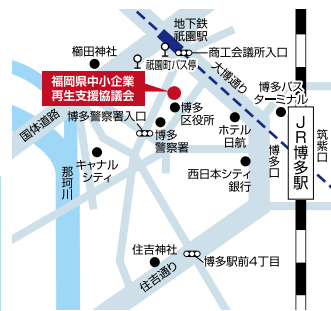 地下鉄
祇園駅
櫛田神社
祇園町バス停
商工会議所入口
福岡県中小企業
再生支援協議会
大博通り
国体道路
博多
区役所
博多バス
ターミナル
博多警察署入口
博多
警察署
ホテル
日航
博多口
JR博多駅
筑紫口
那珂川
キャナル
シティ
西日本シティ
銀行
住吉神社
博多駅前4丁目
住吉通り